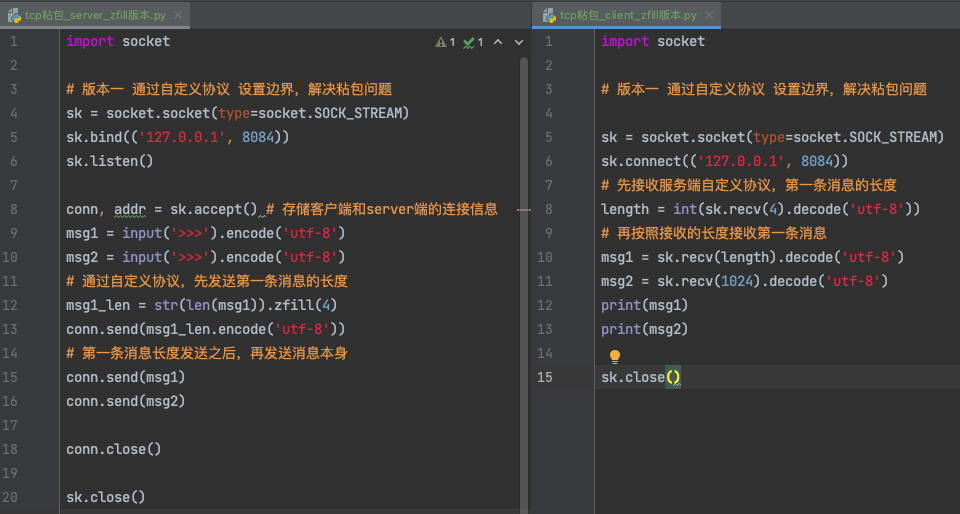 tcp粘包_server_zfill版本.py
1 import socket
2
3 # 版本一 通过自定义协议 设置边界，解决粘包问题
4 sk = socket.socket(type=socket.SOCK_STREAM)
5 sk.bind(('127.0.0.1', 8084))
6 sk.listen()
7
8 conn, addr = sk.accept() # 存储客户端和server端的连接信息
9 msg1 = input('>>>').encode('utf-8')
10 msg2 = input('>>>').encode('utf-8')
11 # 通过自定义协议，先发送第一条消息的长度
12 msg1_len = str(len(msg1)).zfill(4)
13 conn.send(msg1_len.encode('utf-8'))
14 # 第一条消息长度发送之后，再发送消息本身
15 conn.send(msg1)
16 conn.send(msg2)
17
18 conn.close()
19
20 sk.close()
1 1
tcp粘包_client_zfill版本.py
1 import socket
2
3 # 版本一 通过自定义协议 设置边界，解决粘包问题
4
5 sk = socket.socket(type=socket.SOCK_STREAM)
6 sk.connect(('127.0.0.1', 8084))
7 # 先接收服务端自定义协议，第一条消息的长度
8 length = int(sk.recv(4).decode('utf-8'))
9 # 再按照接收的长度接收第一条消息
10 msg1 = sk.recv(length).decode('utf-8')
11 msg2 = sk.recv(1024).decode('utf-8')
12 print(msg1)
13 print(msg2)
14
15 sk.close()